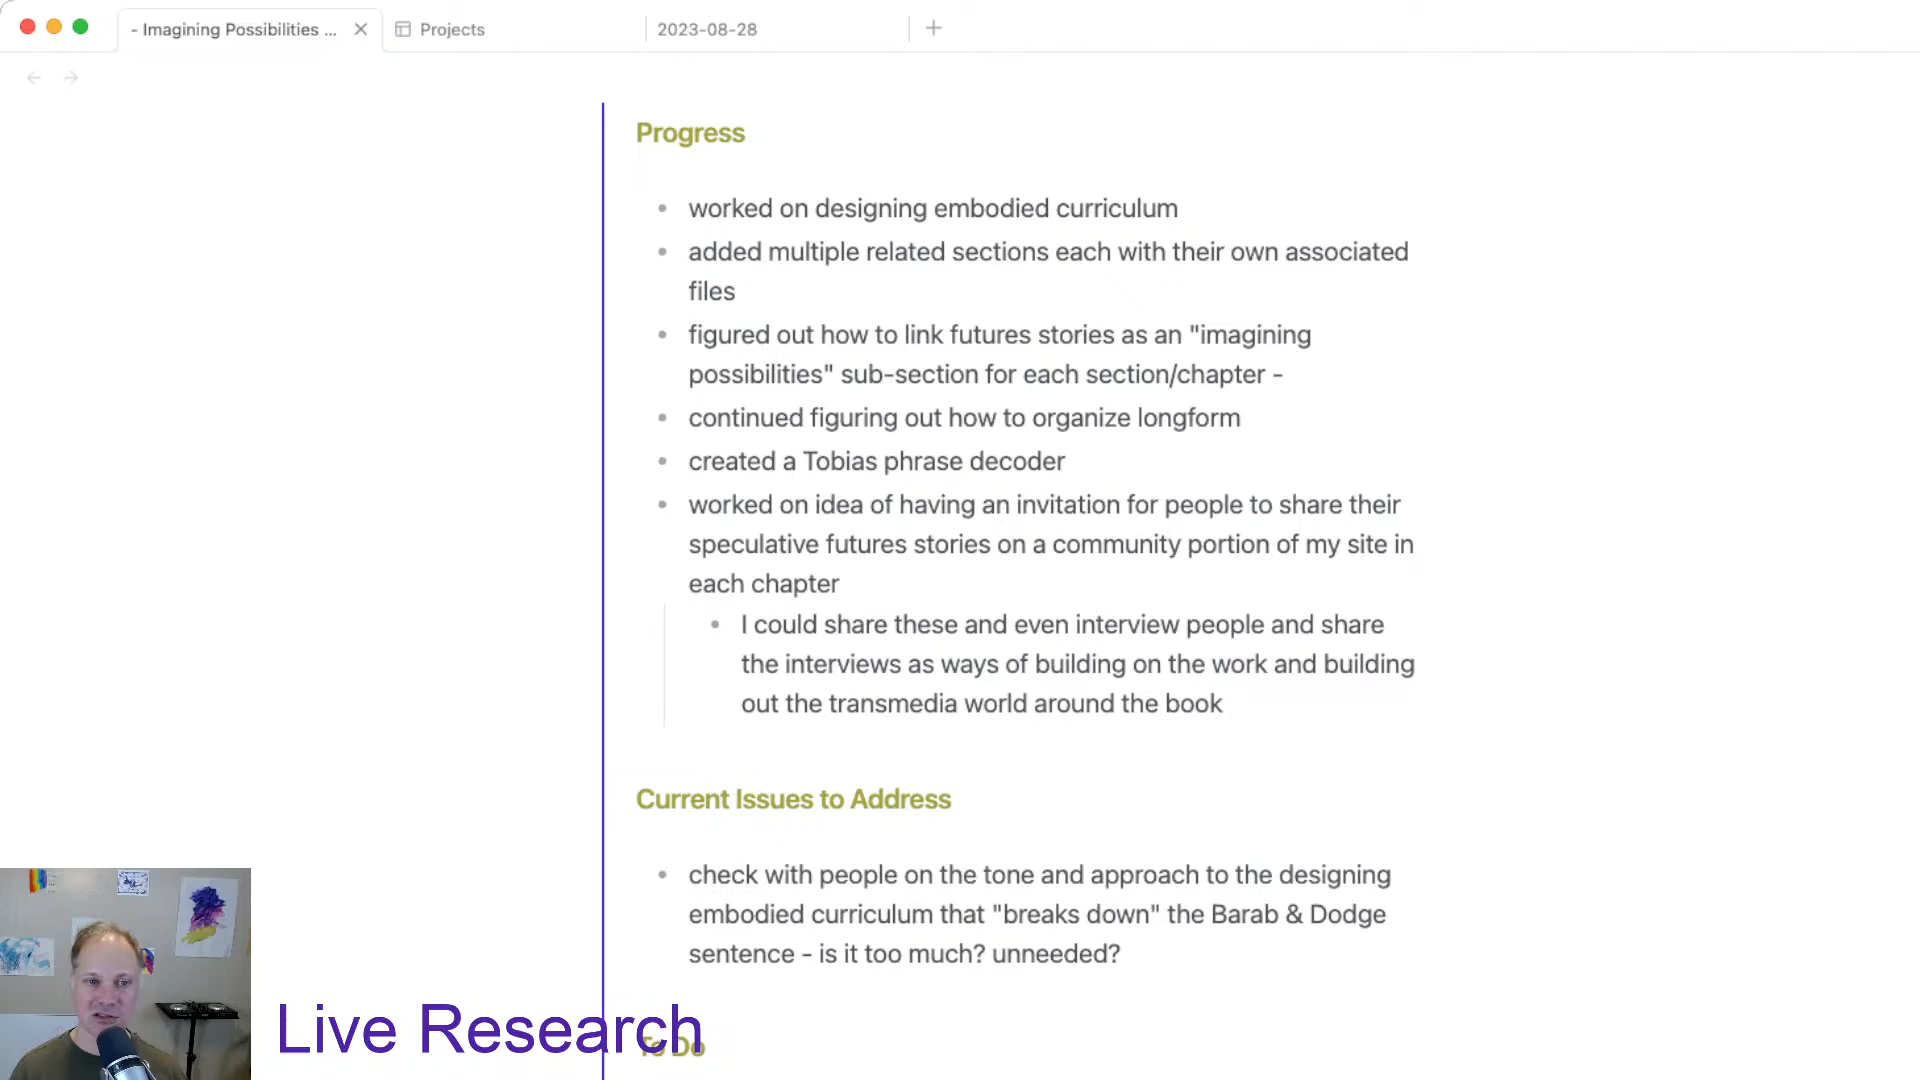 - Imagining Possibilities ...
Projects
2023-08-28
Progress
worked on designing embodied curriculum
added multiple related sections each with their own associated
files
figured out how to link futures stories as an "imagining
possibilities" sub-section for each section/chapter -
continued figuring out how to organize longform
created a Tobias phrase decoder
worked on idea of having an invitation for people to share their
speculative futures stories on a community portion of my site in
each chapter
I could share these and even interview people and share
the interviews as ways of building on the work and building
out the transmedia world around the book
Current Issues to Address
check with people on the tone and approach to the designing
embodied curriculum that "breaks down" the Barab & Dodge
sentence - is it too much? unneeded?
Live Research
To Do